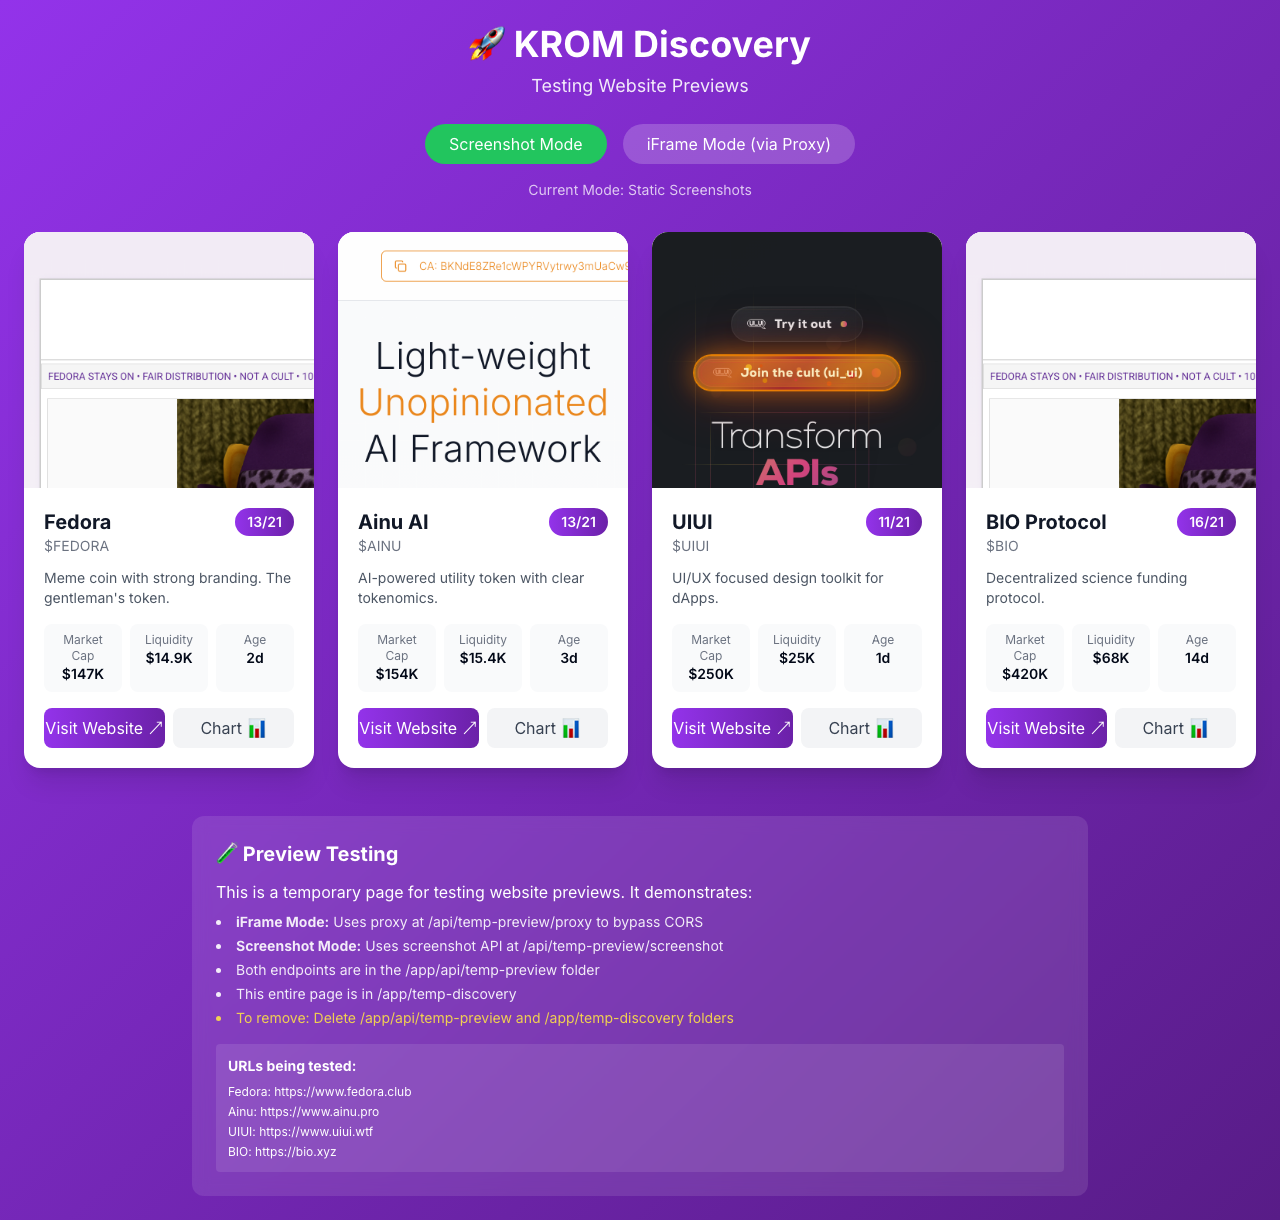 🚀 KROM Discovery
Testing Website Previews
Screenshot Mode
iFrame Mode (via Proxy)
Current Mode: Static Screenshots
FEDORA STAYS ON • FAIR DISTRIBUTION • NOT A CULT • 10
Fedora
13/21
$FEDORA
Meme coin with strong branding. The
gentleman's token.
Market
Cap
$147K
Liquidity
$14.9K
Age
2d
Visit Website ↗
Chart 📊
CA: BKNdE8ZRe1cWPYRVytrwy3mUaCw9
Light-weight
Unopinionated
AI Framework
Ainu AI
13/21
$AINU
AI-powered utility token with clear
tokenomics.
Market
Cap
$154K
Liquidity
$15.4K
Age
3d
Visit Website ↗
Chart 📊
Try it out
Join the cult (ui_ui)
Transform
APIs
UIUI
11/21
$UIUI
UI/UX focused design toolkit for
dApps.
Market
Cap
$250K
Liquidity
$25K
Age
1d
Visit Website ↗
Chart 📊
FEDORA STAYS ON • FAIR DISTRIBUTION • NOT A CULT • 10
BIO Protocol
16/21
$BIO
Decentralized science funding
protocol.
Market
Cap
$420K
Liquidity
$68K
Age
14d
Visit Website ↗
Chart 📊
🧪 Preview Testing
This is a temporary page for testing website previews. It demonstrates:
• iFrame Mode: Uses proxy at /api/temp-preview/proxy to bypass CORS
• Screenshot Mode: Uses screenshot API at /api/temp-preview/screenshot
• Both endpoints are in the /app/api/temp-preview folder
• This entire page is in /app/temp-discovery
• To remove: Delete /app/api/temp-preview and /app/temp-discovery folders
URLs being tested:
Fedora: https://www.fedora.club
Ainu: https://www.ainu.pro
UIUI: https://www.uiui.wtf
BIO: https://bio.xyz